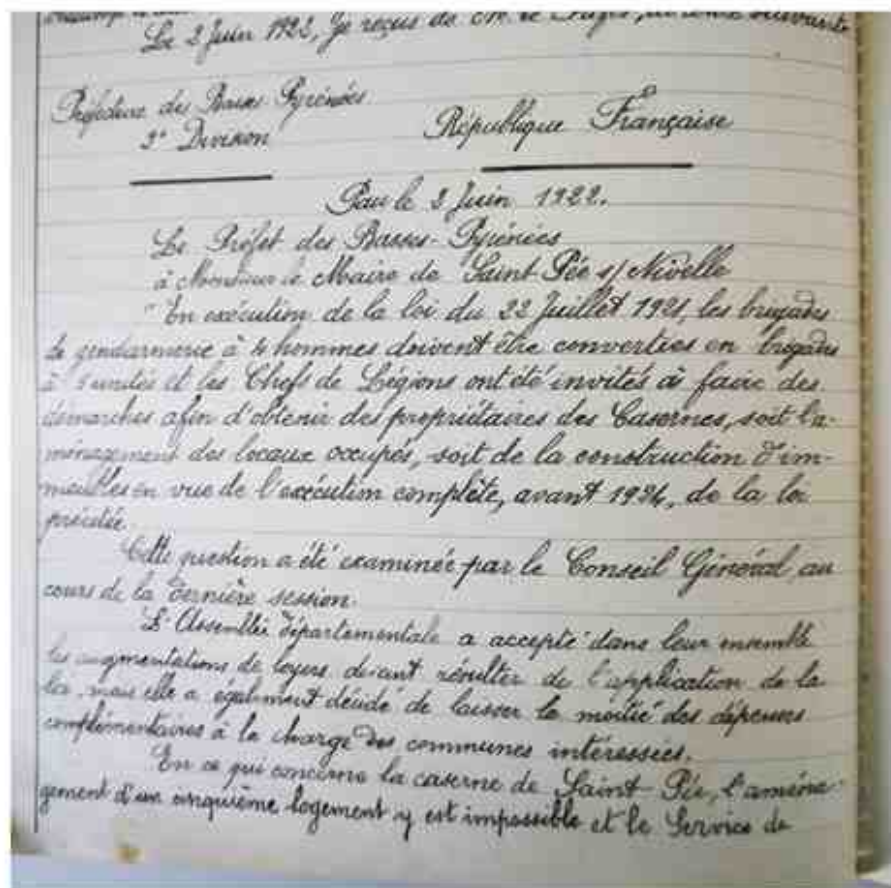 Le 2 Juin 1922, Je reçus de Mr le Préfet, la lettre suivante
Préfecture des Basses Pyrénées
2e Division
République Française
Pau le 2 Juin 1922.
Le Préfet des Basses-Pyrénées
à Monsieur le Maire de Saint-Pée s/ Nivelle
"En exécution de la loi du 22 Juillet 1921, les brigades
de gendarmerie à 4 hommes doivent être converties en brigades
à 5 unités et les Chefs de Légions ont été invités à faire des
démarches afin d'obtenir des propriétaires des Casernes, soit l'a-
ménagement des locaux occupés, soit de la construction d'im-
meubles en vue de l'exécution complète, avant 1924, de la loi
précitée.
Cette question a été examinée par le Conseil Général, au
cours de la dernière session.
L'Assemblée départementale a accepté dans leur ensemble
les augmentations de loyers devant résulter de l'application de la
loi, mais elle a également décidé de laisser la moitié des dépenses
complémentaires à la charge des communes intéressées.
En ce qui concerne la caserne de Saint-Pée, l'aména-
gement d'un cinquième logement y est impossible et le Service de